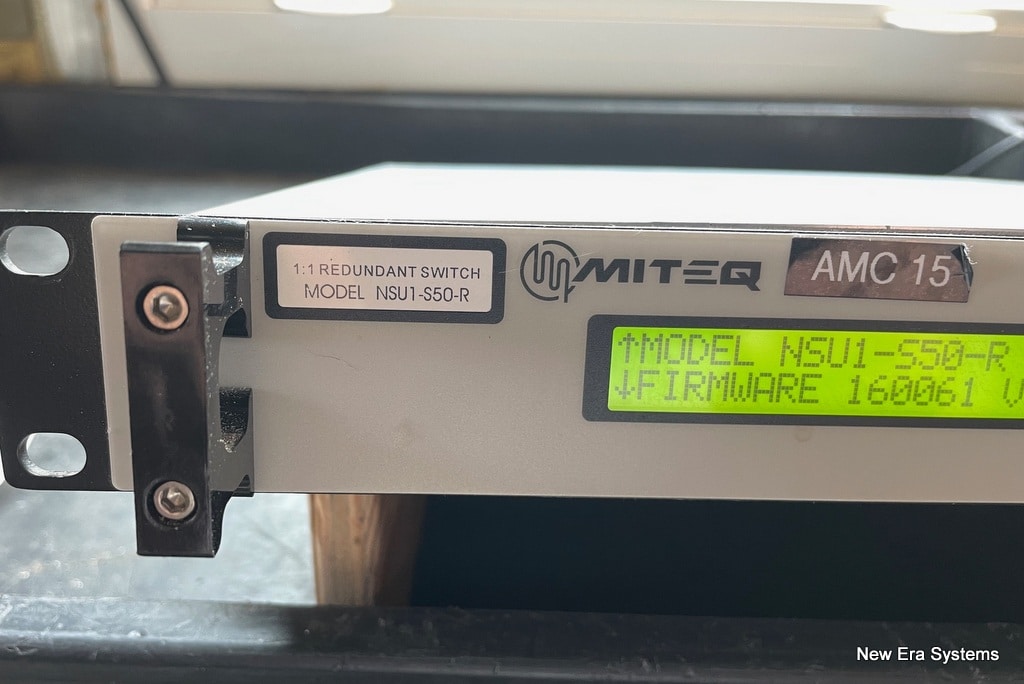 1:1 REDUNDANT SWITCH
MODEL NSU1-S50-R
MITEQ
AMC 15
↑MODEL NSU1-S50-R
↓FIRMWARE 160061 V
New Era Systems